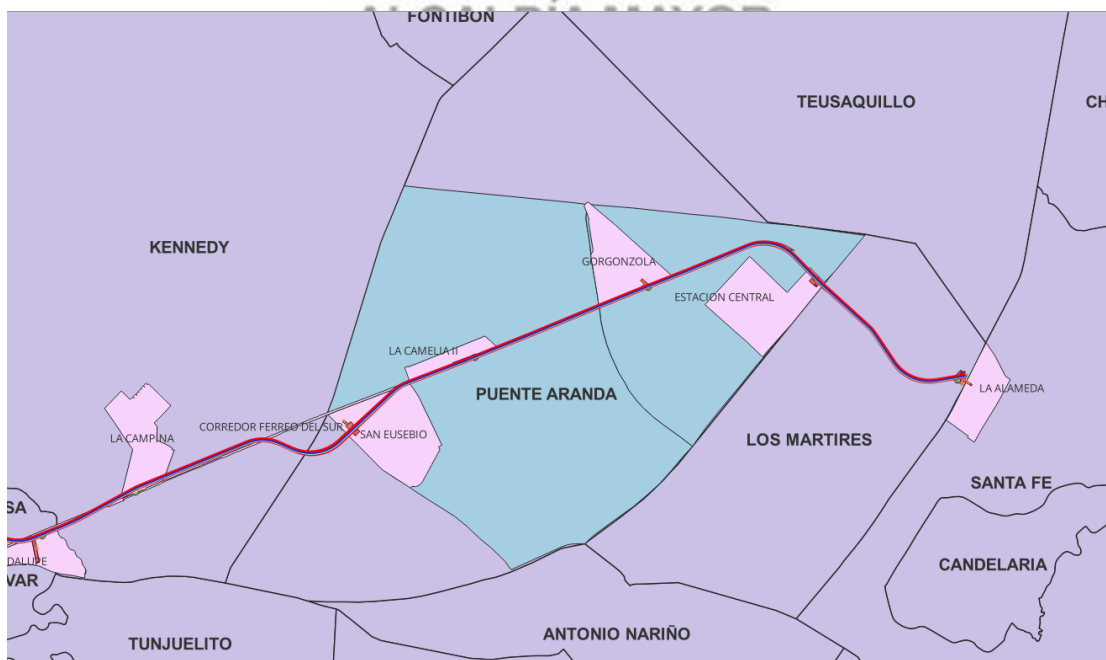 FONTIBÓN
TEUSAQUILLO
CH
KENNEDY
GORGONZOLA
ESTACION CENTRAL
LA CAMELIA II
LA ALAMEDA
PUENTE ARANDA
CORREDOR FERREO DEL SUR
SAN EUSEBIO
LA CAMPIÑA
LOS MARTIRES
SANTA FE
SA
DALUPE
VAR
CANDELARIA
TUNJUELITO
ANTONIO NARIÑO